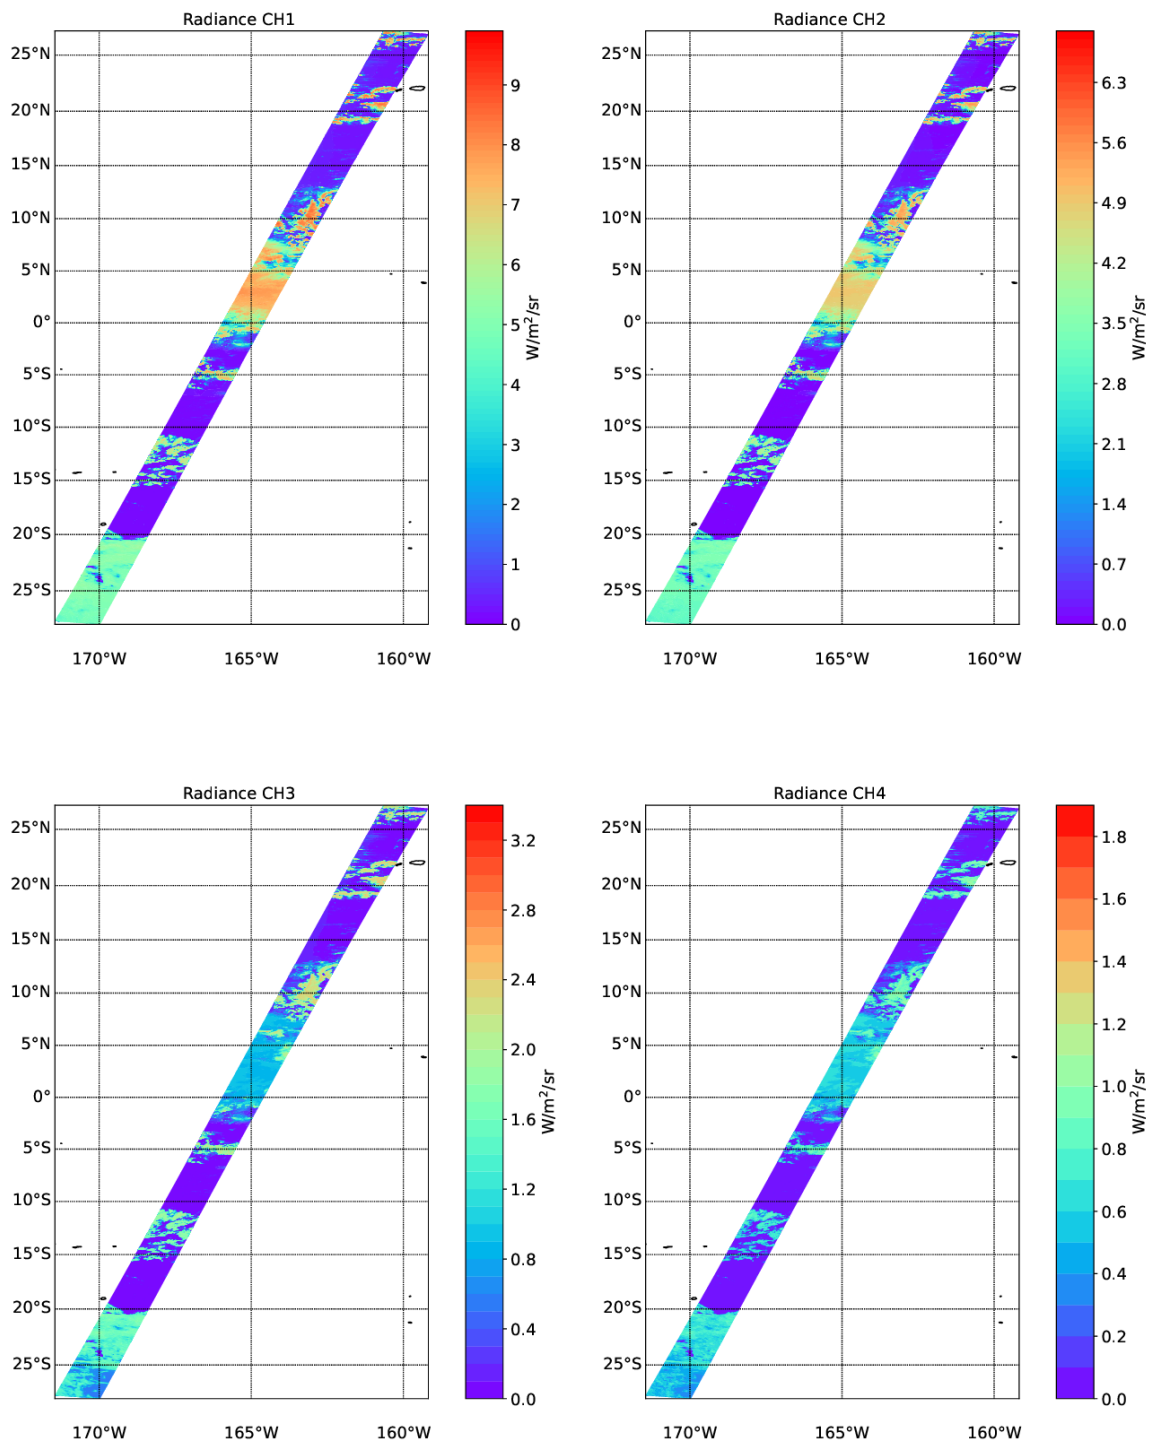 Radiance CH1
25°N
20°N
15°N
10°N
5°N
0°
5°S
10°S
15°S
20°S
25°S
170°W 165°W 160°W
9
8
7
6
5
4
3
2
1
0
W/m²/sr
Radiance CH2
25°N
20°N
15°N
10°N
5°N
0°
5°S
10°S
15°S
20°S
25°S
170°W 165°W 160°W
6.3
5.6
4.9
4.2
3.5
2.8
2.1
1.4
0.7
0.0
W/m²/sr
Radiance CH3
25°N
20°N
15°N
10°N
5°N
0°
5°S
10°S
15°S
20°S
25°S
170°W 165°W 160°W
3.2
2.8
2.4
2.0
1.6
1.2
0.8
0.4
0.0
W/m²/sr
Radiance CH4
25°N
20°N
15°N
10°N
5°N
0°
5°S
10°S
15°S
20°S
25°S
170°W 165°W 160°W
1.8
1.6
1.4
1.2
1.0
0.8
0.6
0.4
0.2
0.0
W/m²/sr